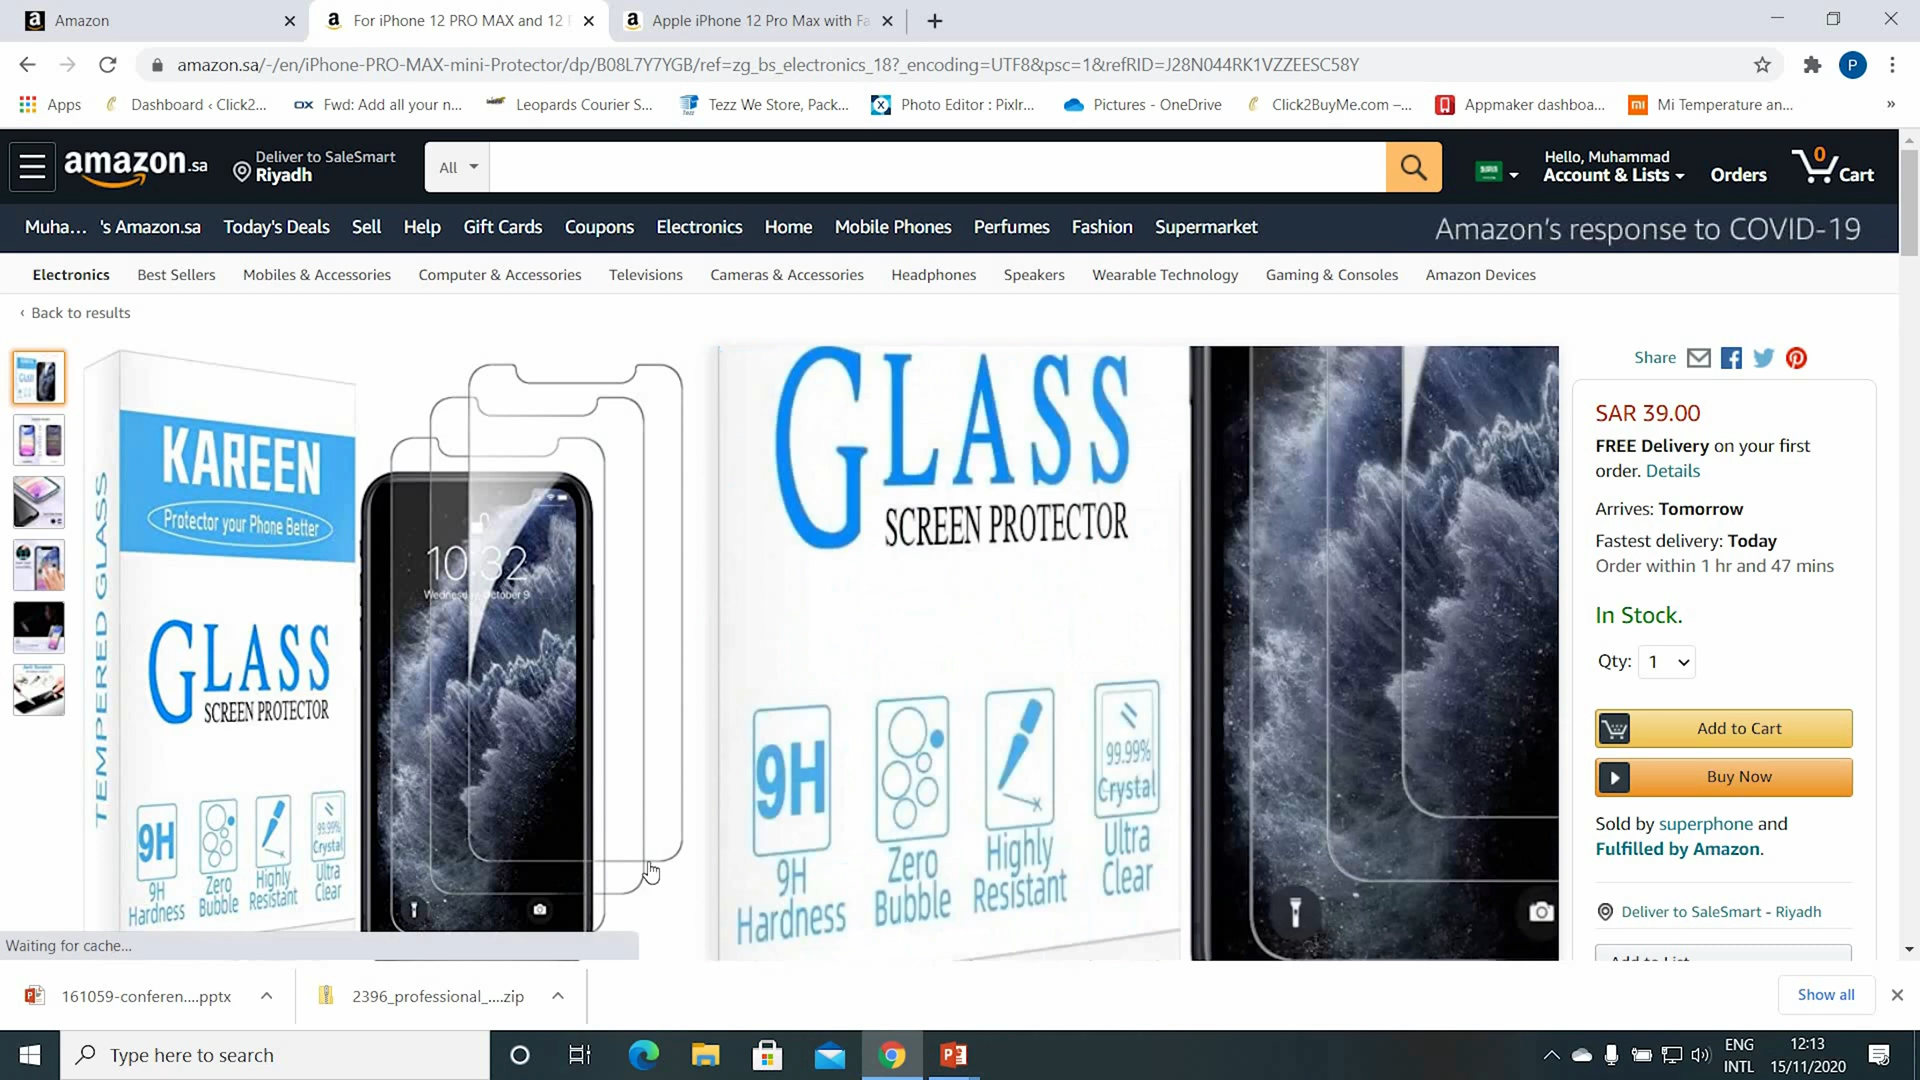 Amazon
For iPhone 12 PRO MAX and 12
Apple iPhone 12 Pro Max with Fa
amazon.sa/-/en/iPhone-PRO-MAX-mini-Protector/dp/B08L7Y7YGB/ref=zg_bs_electronics_18?_encoding=UTF8&psc=1&refRID=J28N044RK1VZZEESC58Y
P
Apps
Dashboard ‹ Click2...
Fwd: Add all your n...
Leopards Courier S...
Tezz We Store, Pack...
Photo Editor : Pixlr...
Pictures - OneDrive
Click2BuyMe.com –...
Appmaker dashboa...
Mi Temperature an...
amazon.sa
Deliver to SaleSmart
Riyadh
All
Hello, Muhammad
Account & Lists
Orders
0
Cart
Muha... 's Amazon.sa
Today's Deals
Sell
Help
Gift Cards
Coupons
Electronics
Home
Mobile Phones
Perfumes
Fashion
Supermarket
Amazon's response to COVID-19
Electronics
Best Sellers
Mobiles & Accessories
Computer & Accessories
Televisions
Cameras & Accessories
Headphones
Speakers
Wearable Technology
Gaming & Consoles
Amazon Devices
‹ Back to results
KAREEN
Protector your Phone Better
TEMPERED GLASS
GLASS
SCREEN PROTECTOR
9H
99.99%
Crystal
9H
Hardness
Zero
Bubble
Highly
Resistant
Ultra
Clear
10:32
Wednesday, October 9
GLASS
SCREEN PROTECTOR
9H
99.99%
Crystal
9H
Hardness
Zero
Bubble
Highly
Resistant
Ultra
Clear
Share
SAR 39.00
FREE Delivery on your first
order. Details
Arrives: Tomorrow
Fastest delivery: Today
Order within 1 hr and 47 mins
In Stock.
Qty: 1
Add to Cart
Buy Now
Sold by superphone and
Fulfilled by Amazon.
Deliver to SaleSmart - Riyadh
Add to List
Waiting for cache...
161059-conferen....pptx
2396_professional_....zip
Show all
Type here to search
ENG
INTL
12:13
15/11/2020